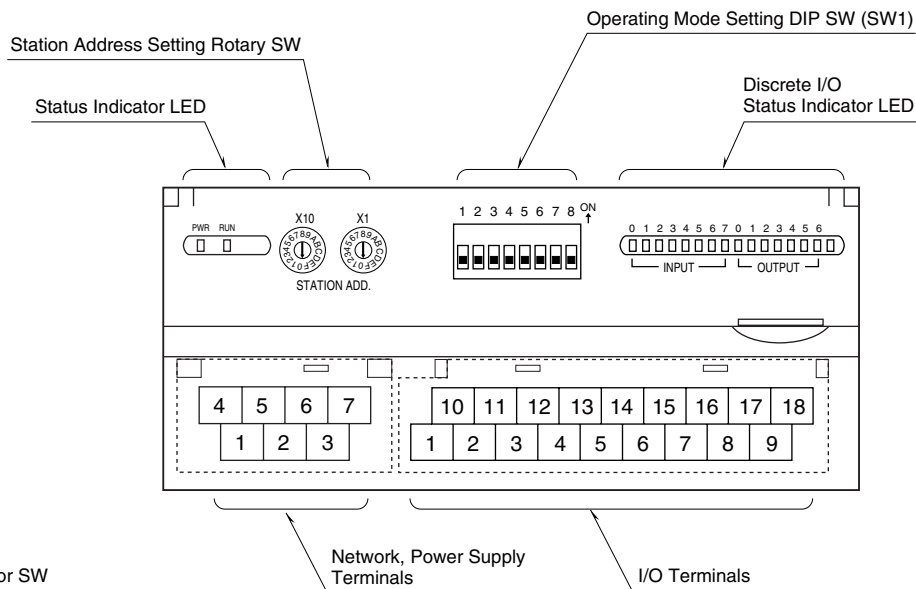 Operating Mode Setting DIP SW (SW1)
Station Address Setting Rotary SW
Status Indicator LED
Discrete I/O
Status Indicator LED
PWR RUN
X10
0123456789ABCDEF
X1
0123456789ABCDEF
STATION ADD.
1 2 3 4 5 6 7 8 ON
0 1 2 3 4 5 6 7 0 1 2 3 4 5 6
INPUT
OUTPUT
4 5 6 7
1 2 3
10 11 12 13 14 15 16 17 18
1 2 3 4 5 6 7 8 9
Network, Power Supply
Terminals
I/O Terminals
or SW